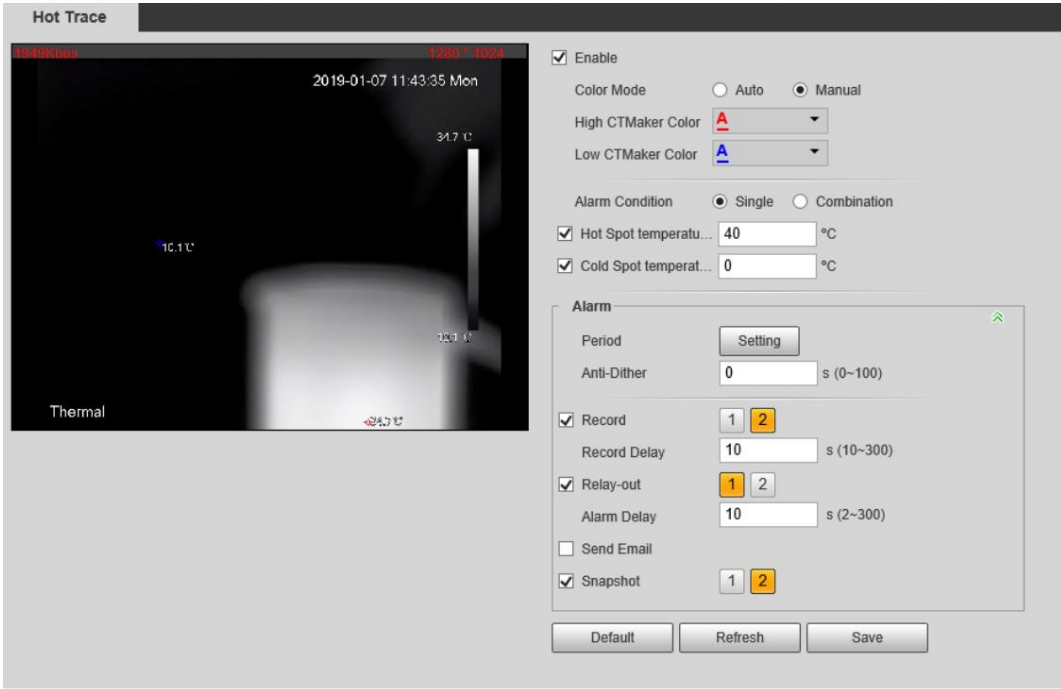 Hot Trace
1949Kbps
1280 * 1024
2019-01-07 11:43:35 Mon
34.7 ℃
10.1℃
Thermal
Enable
Color Mode Auto Manual
High CTMaker Color A
Low CTMaker Color A
Alarm Condition Single Combination
Hot Spot temperatu... 40 °C
Cold Spot temperat... 0 °C
Alarm
Period Setting
Anti-Dither 0 s (0~100)
Record 1 2
Record Delay 10 s (10~300)
Relay-out 1 2
Alarm Delay 10 s (2~300)
Send Email
Snapshot 1 2
Default Refresh Save